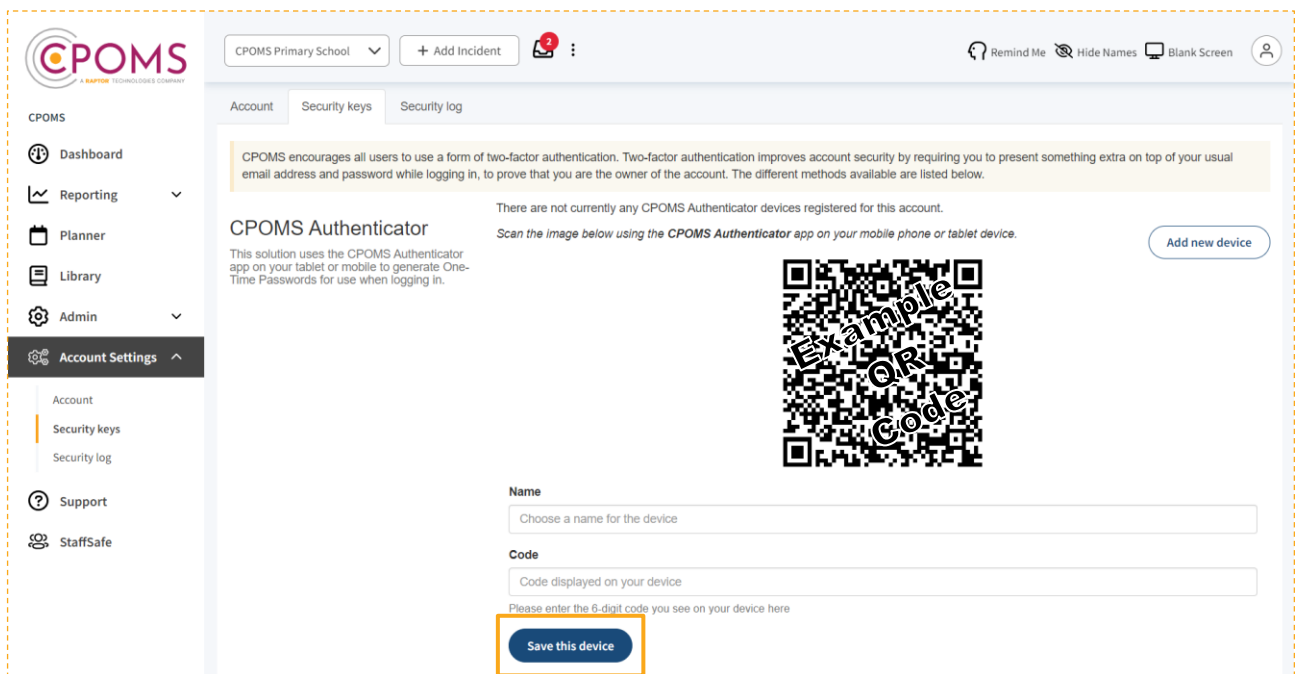 CPOMS
A RAPTOR TECHNOLOGIES COMPANY
CPOMS Primary School
+ Add Incident
2
Remind Me
Hide Names
Blank Screen
CPOMS
Dashboard
Reporting
Planner
Library
Admin
Account Settings
Account
Security keys
Security log
Support
StaffSafe
Account
Security keys
Security log
CPOMS encourages all users to use a form of two-factor authentication. Two-factor authentication improves account security by requiring you to present something extra on top of your usual
email address and password while logging in, to prove that you are the owner of the account. The different methods available are listed below.
CPOMS Authenticator
This solution uses the CPOMS Authenticator
app on your tablet or mobile to generate One-
Time Passwords for use when logging in.
There are not currently any CPOMS Authenticator devices registered for this account.
Scan the image below using the CPOMS Authenticator app on your mobile phone or tablet device.
Add new device
Example
QR
Code
Name
Choose a name for the device
Code
Code displayed on your device
Please enter the 6-digit code you see on your device here
Save this device